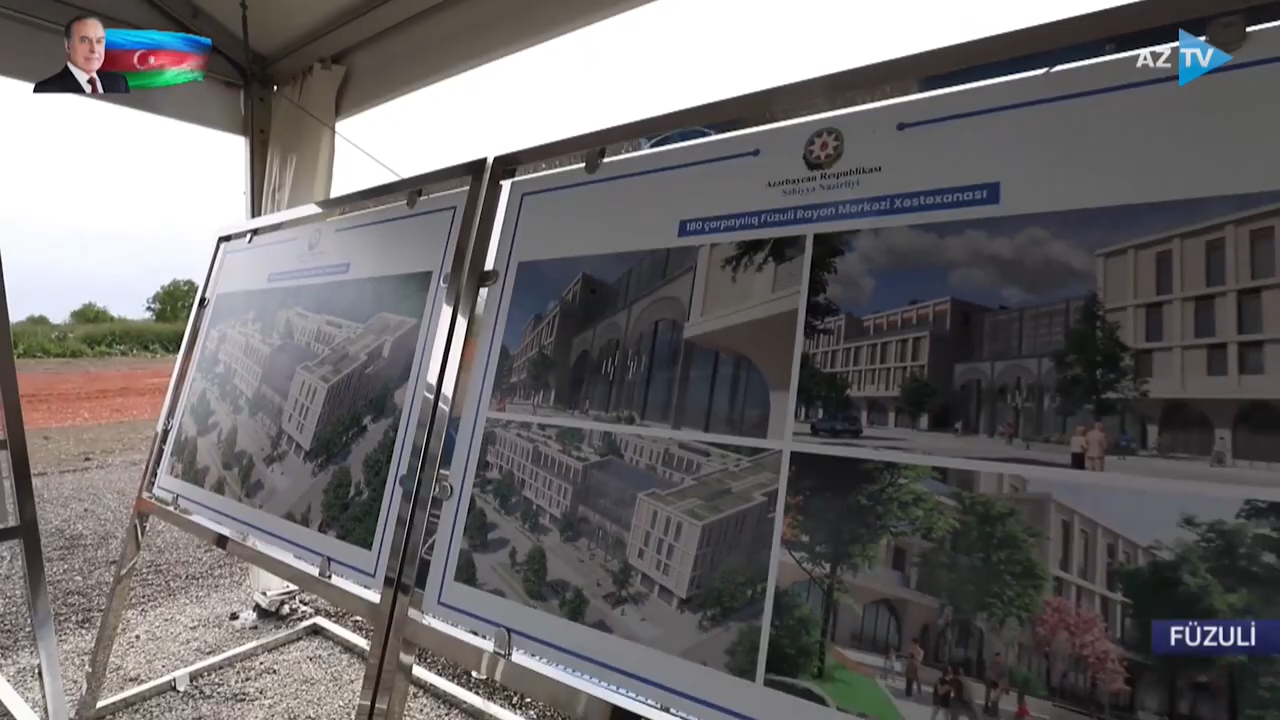 AZ TV
Azərbaycan Respublikası
Səhiyyə Nazirliyi
180 çarpayılıq Füzuli Rayon Mərkəzi Xəstəxanası
FÜZULİ